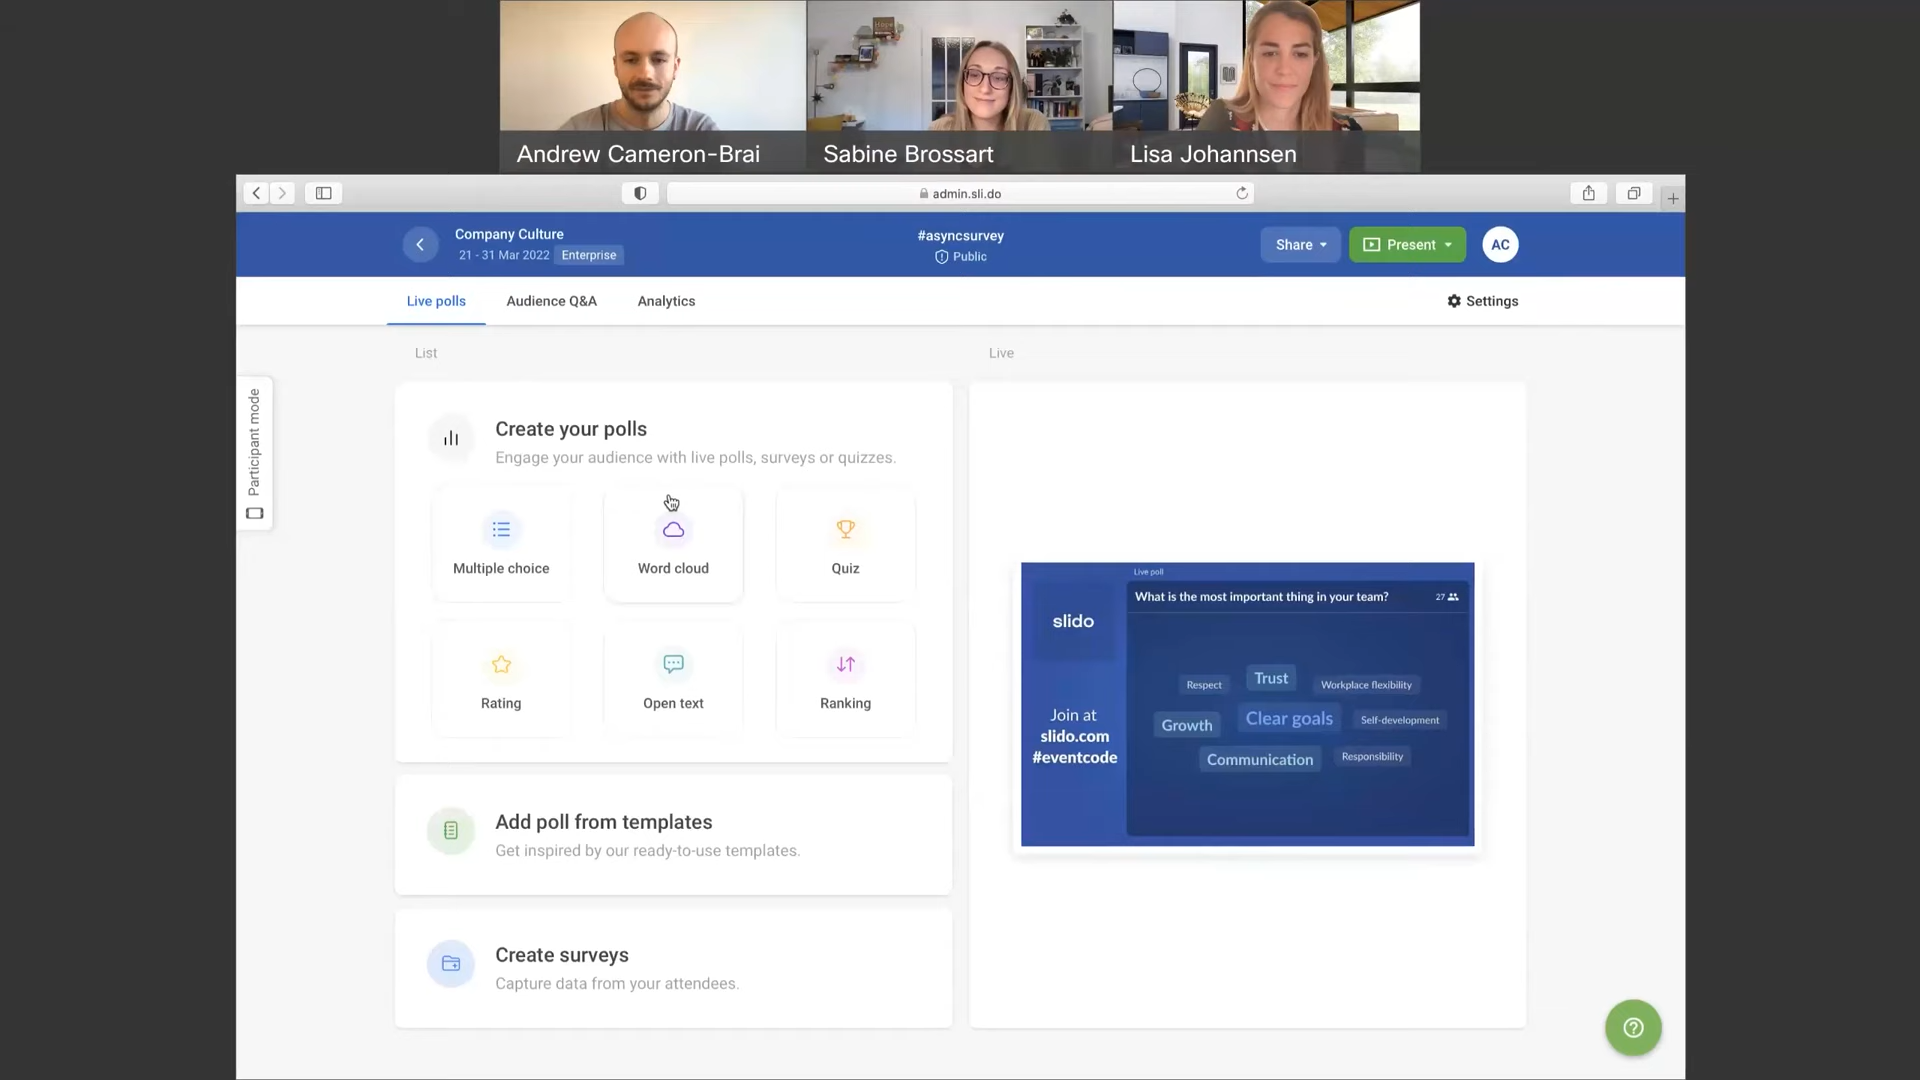 Andrew Cameron-Brai
Sabine Brossart
Lisa Johannsen
admin.sli.do
Company Culture
21 - 31 Mar 2022 Enterprise
#asyncsurvey
Public
Share
Present
AC
Live polls
Audience Q&A
Analytics
Settings
List
Live
Participant mode
Create your polls
Engage your audience with live polls, surveys or quizzes.
Multiple choice
Word cloud
Quiz
Rating
Open text
Ranking
Add poll from templates
Get inspired by our ready-to-use templates.
Create surveys
Capture data from your attendees.
Live poll
What is the most important thing in your team?
27
slido
Join at
slido.com
#eventcode
Respect
Trust
Workplace flexibility
Growth
Clear goals
Self-development
Communication
Responsibility